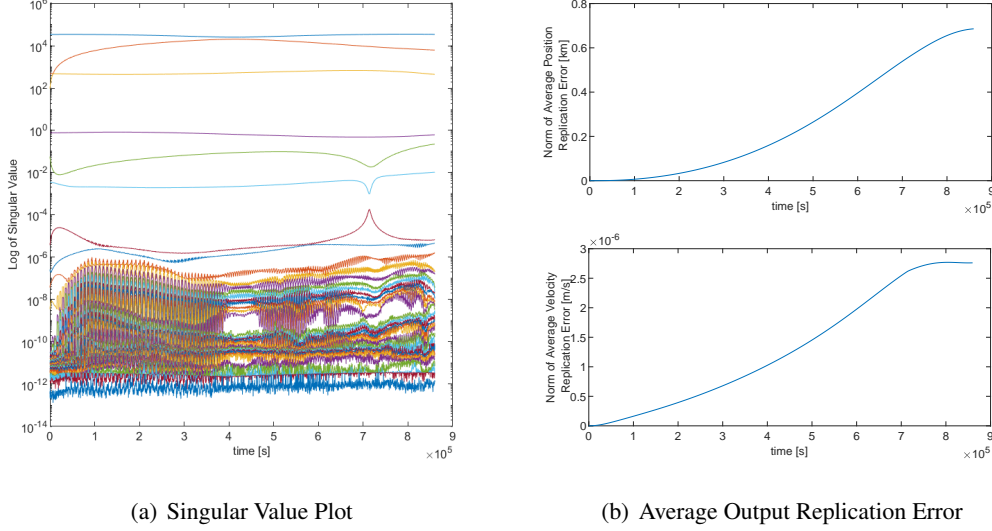 10^6
10^4
10^2
10^0
10^-2
10^-4
10^-6
10^-8
10^-10
10^-12
10^-14
Log of Singular Value
0 1 2 3 4 5 6 7 8 9
time [s]
×10^5
(a) Singular Value Plot
0.8
0.6
0.4
0.2
0
Norm of Average Position
Replication Error [km]
0 1 2 3 4 5 6 7 8 9
time [s]
×10^5
×10^-6
3
2.5
2
1.5
1
0.5
0
Norm of Average Velocity
Replication Error [m/s]
0 1 2 3 4 5 6 7 8 9
time [s]
×10^5
(b) Average Output Replication Error